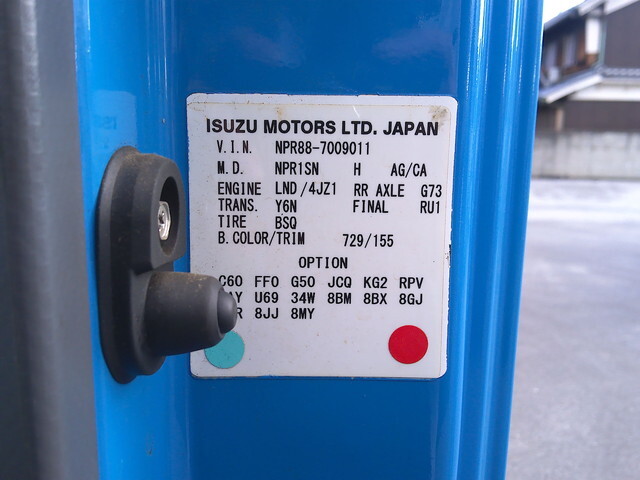 ISUZU MOTORS LTD. JAPAN
V.I.N. NPR88-7009011
M.D. NPR1SN H AG/CA
ENGINE LND/4JZ1 RR AXLE G73
TRANS. Y6N FINAL RU1
TIRE BSQ
B.COLOR/TRIM 729/155
OPTION
C60 FF0 G50 JCQ KG2 RPV
U69 34W 8BM 8BX 8GJ
8JJ 8MY